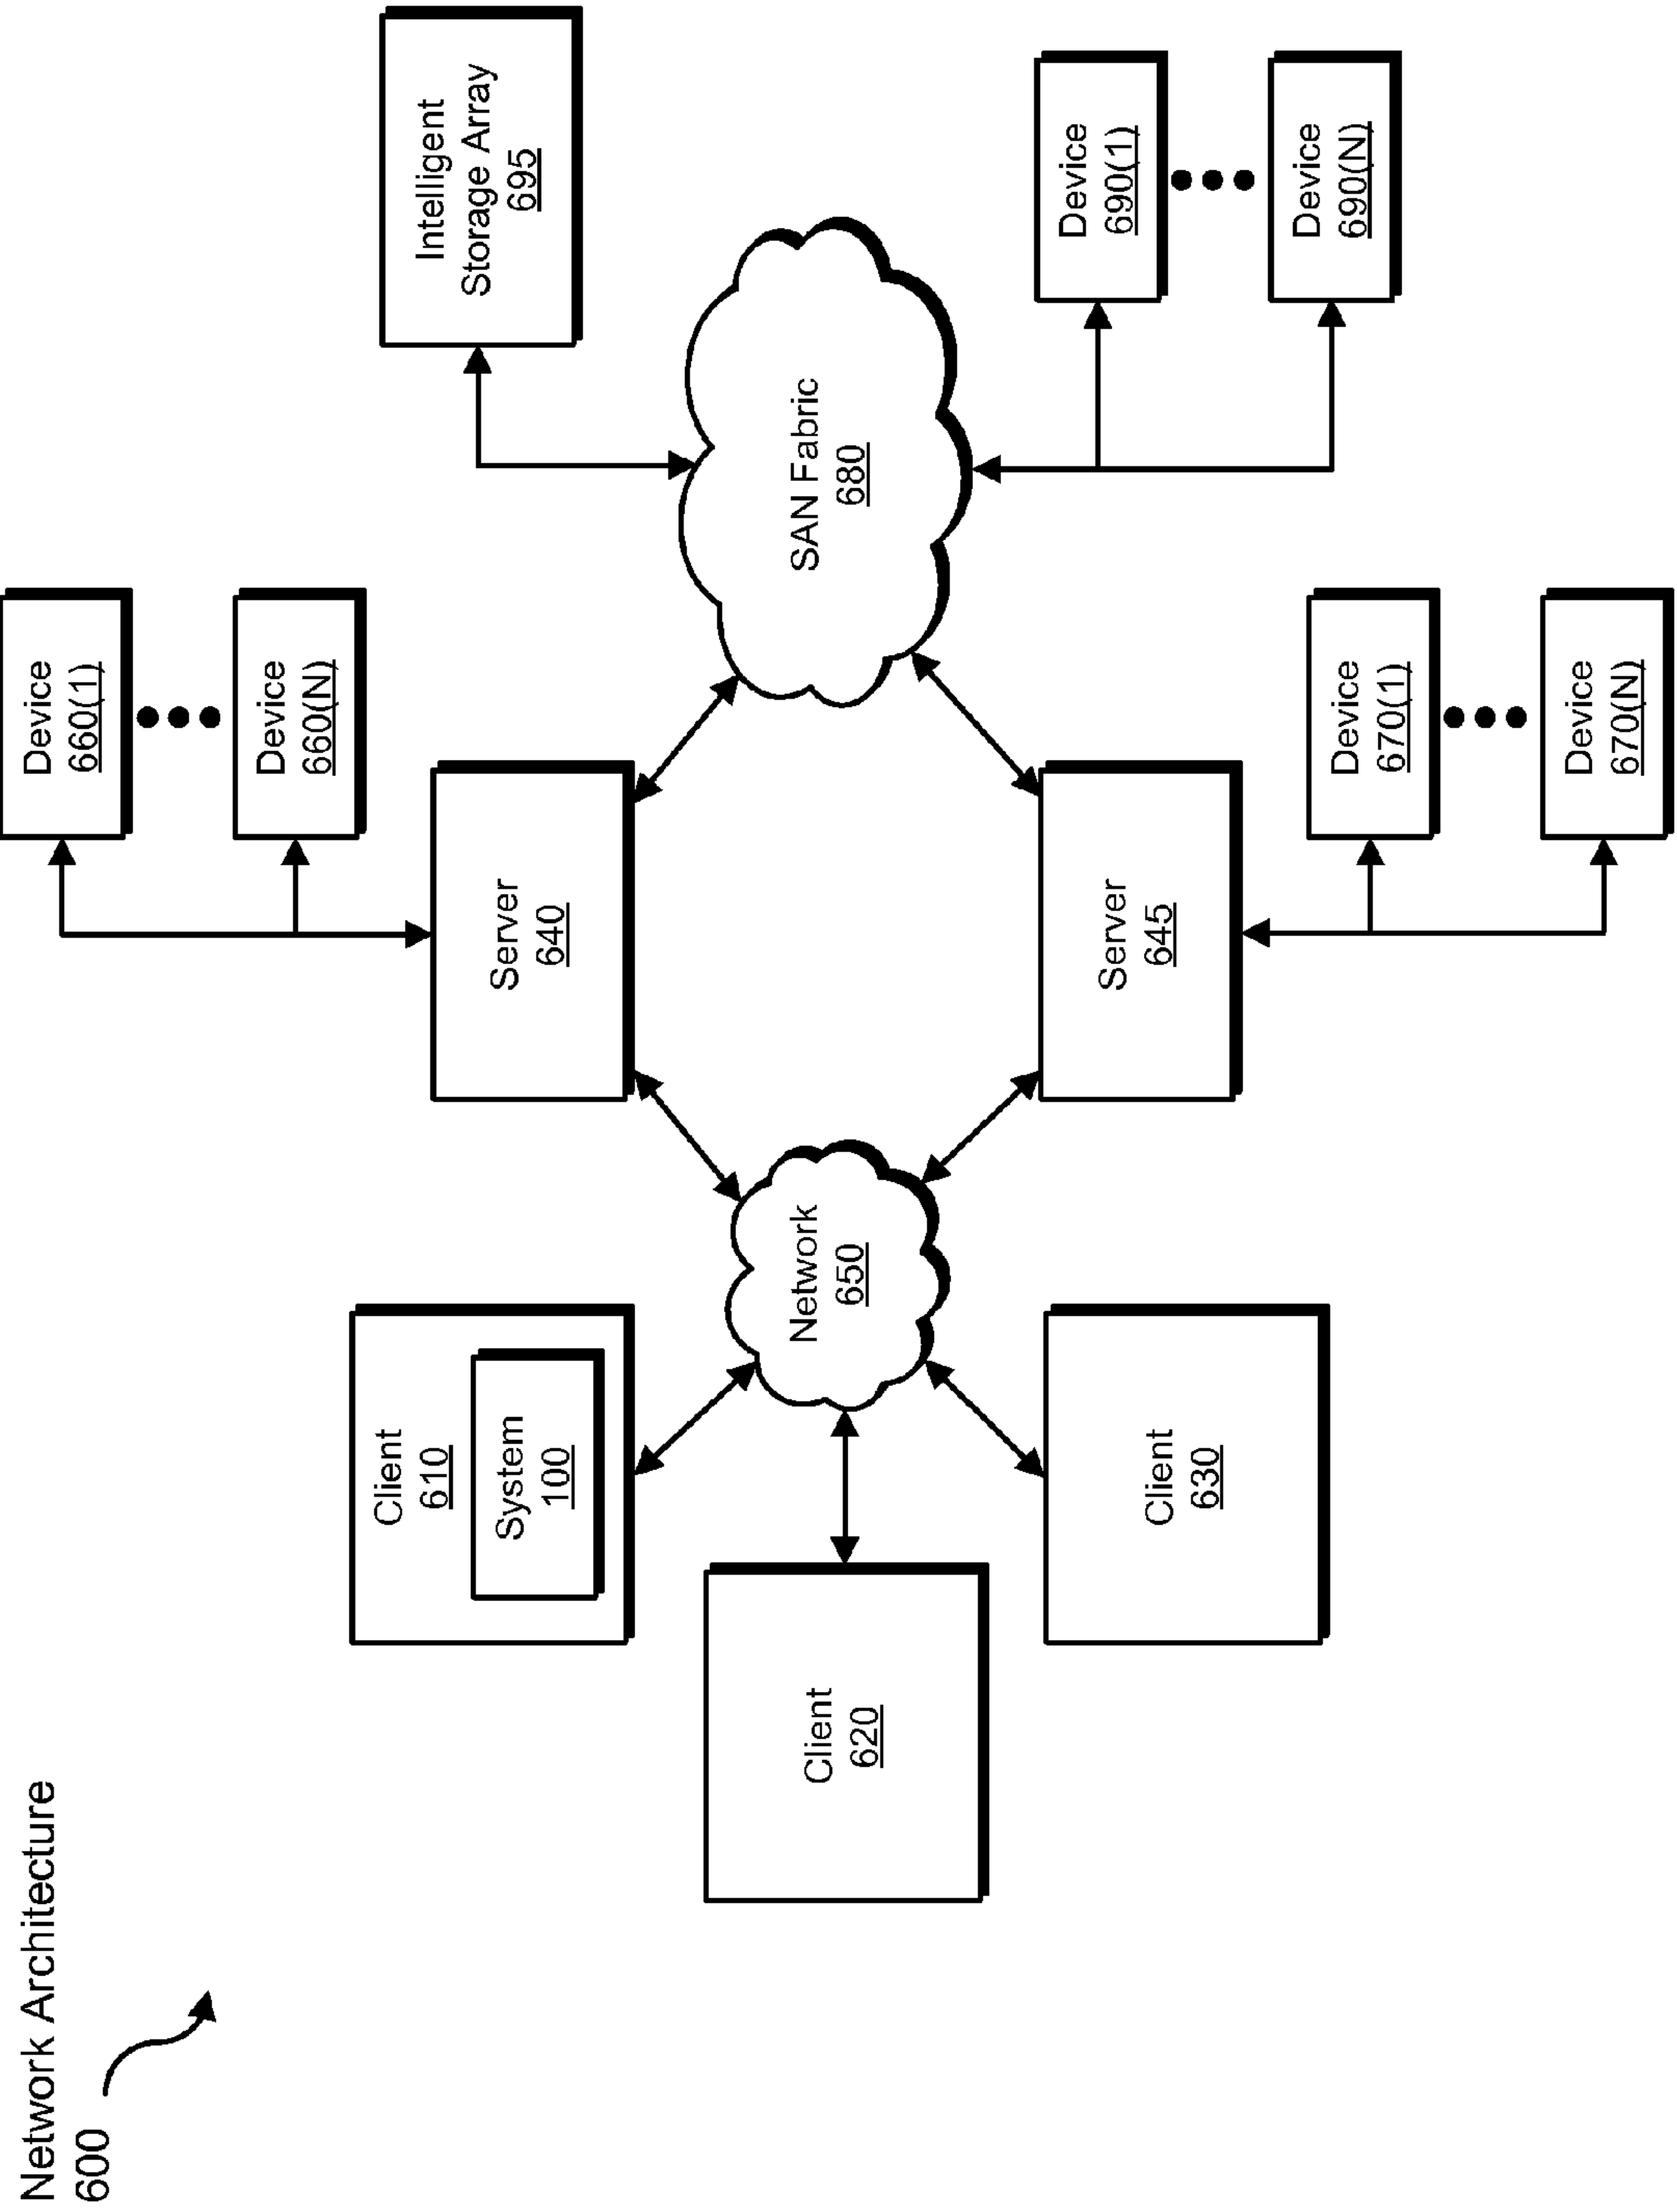 Network Architecture
600
Client
610
System
100
Client
620
Client
630
Network
650
Server
640
Server
645
Device
660(1)
Device
660(N)
Device
670(1)
Device
670(N)
SAN Fabric
680
Intelligent
Storage Array
695
Device
690(1)
Device
690(N)